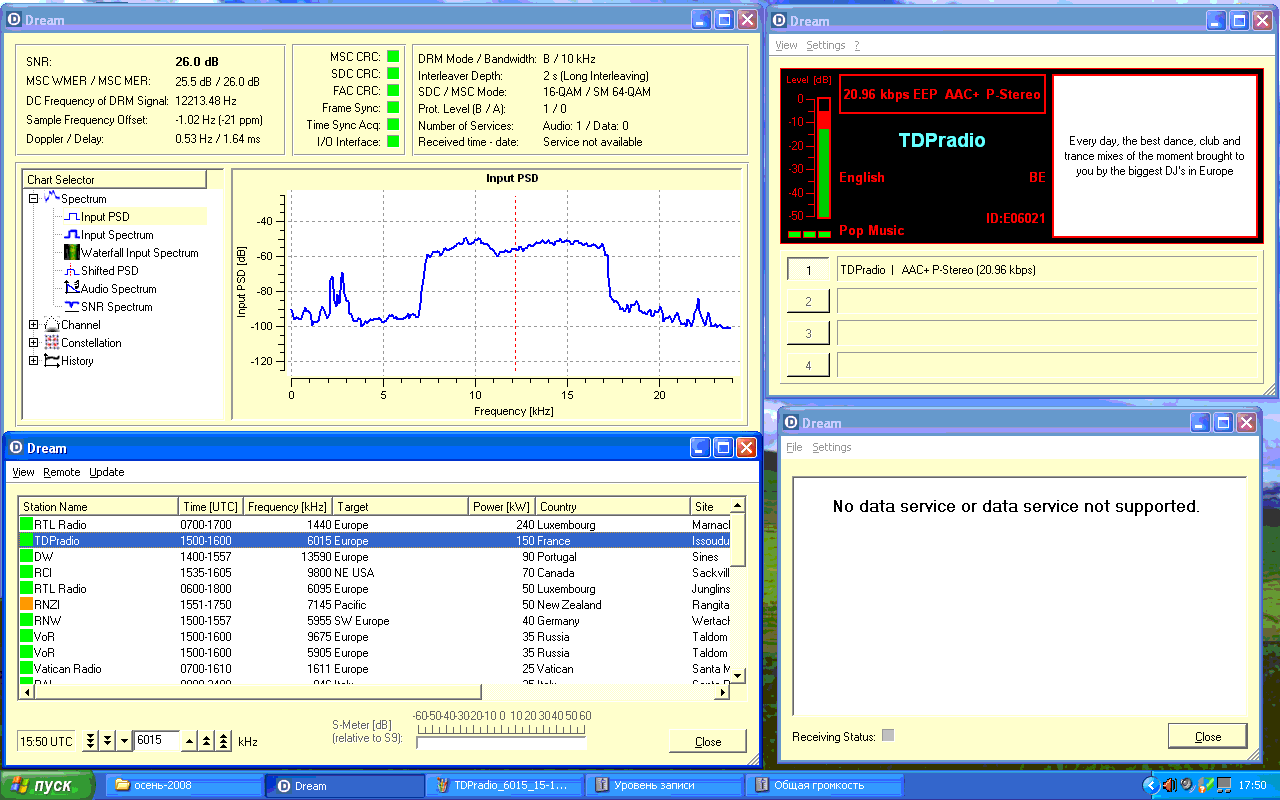 Dream
SNR: 26.0 dB
MSC WMER / MSC MER: 25.5 dB / 26.0 dB
DC Frequency of DRM Signal: 12213.48 Hz
Sample Frequency Offset: -1.02 Hz (-21 ppm)
Doppler / Delay: 0.53 Hz / 1.64 ms
MSC CRC:
SDC CRC:
FAC CRC:
Frame Sync:
Time Sync Acq:
I/O Interface:
DRM Mode / Bandwidth: B / 10 kHz
Interleaver Depth: 2 s (Long Interleaving)
SDC / MSC Mode: 16-QAM / SM 64-QAM
Prot. Level (B / A): 1 / 0
Number of Services: Audio: 1 / Data: 0
Received time - date: Service not available
Chart Selector
Spectrum
Input PSD
Input Spectrum
Waterfall Input Spectrum
Shifted PSD
Audio Spectrum
SNR Spectrum
Channel
Constellation
History
Input PSD
Input PSD [dB]
-40
-60
-80
-100
-120
0 5 10 15 20
Frequency [kHz]
Dream
View Settings ?
Level [dB]
0
-10
-20
-30
-40
-50
20.96 kbps EEP AAC+ P-Stereo
TDPradio
English BE
ID:E06021
Pop Music
Every day, the best dance, club and
trance mixes of the moment brought to
you by the biggest DJ's in Europe
1 TDPradio | AAC+ P-Stereo (20.96 kbps)
2
3
4
Dream
View Remote Update
Station Name Time [UTC] Frequency [kHz] Target Power [kW] Country Site
RTL Radio 0700-1700 1440 Europe 240 Luxembourg Marnacl
TDPradio 1500-1600 6015 Europe 150 France Issoudu
DW 1400-1557 13590 Europe 90 Portugal Sines
RCI 1535-1605 9800 NE USA 70 Canada Sackvill
RTL Radio 0600-1800 6095 Europe 50 Luxembourg Junglins
RNZI 1551-1750 7145 Pacific 50 New Zealand Rangita
RNW 1500-1557 5955 SW Europe 40 Germany Wertacl
VoR 1500-1600 9675 Europe 35 Russia Taldom
VoR 1500-1600 5905 Europe 35 Russia Taldom
Vatican Radio 0700-1610 1611 Europe 25 Vatican Santa M
15:50 UTC 6015 kHz
S-Meter [dB]
(relative to S9):
-60-50-40-30-20-10 0 10 20 30 40 50 60
Close
Dream
File Settings
No data service or data service not supported.
Receiving Status:
Close
пуск
осень-2008
Dream
TDPradio_6015_15-1...
Уровень записи
Общая громкость
17:50